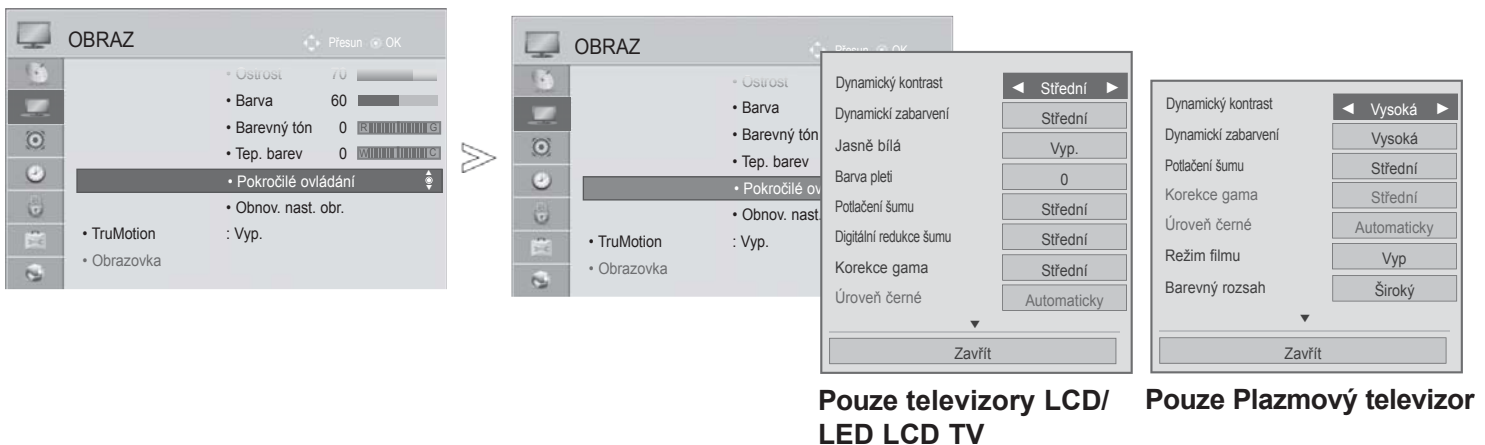 OBRAZ
Přesun OK
• Ostrost 70
• Barva 60
• Barevný tón 0 R G
• Tep. barev 0 W C
• Pokročilé ovládání
• Obnov. nast. obr.
• TruMotion : Vyp.
• Obrazovka
OBRAZ
Přesun OK
• Ostrost
• Barva
• Barevný tón
• Tep. barev
• Pokročilé ov
• Obnov. nast.
• TruMotion : Vyp.
• Obrazovka
Dynamický kontrast ◄ Střední ►
Dynamickí zabarvení Střední
Jasně bílá Vyp.
Barva pleti 0
Potlačení šumu Střední
Digitální redukce šumu Střední
Korekce gama Střední
Úroveň černé Automaticky
▼
Zavřít
Pouze televizory LCD/
LED LCD TV
Dynamický kontrast ◄ Vysoká ►
Dynamickí zabarvení Vysoká
Potlačení šumu Střední
Korekce gama Střední
Úroveň černé Automaticky
Režim filmu Vyp
Barevný rozsah Široký
▼
Zavřít
Pouze Plazmový televizor